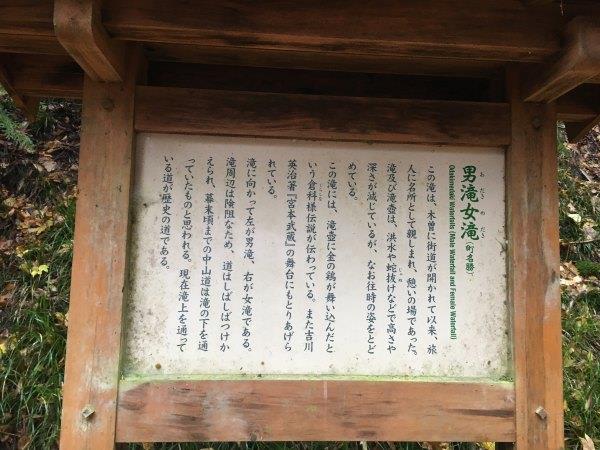 男滝女滝(町名勝)
おだきめだき
Odakimedaki Waterfalls (Male Waterfall and Female Waterfall)
この滝は、木曽に街道が開かれて以来、旅
人に名所として親しまれ、憩いの場であった。
滝及び滝壺は、洪水や蛇抜けなどで高さや
じゃぬ
深さが減じているが、なお往時の姿をとど
めている。
この滝には、滝壺に金の鶏が舞い込んだと
いう倉科様伝説が伝わっている。また吉川
英治著『宮本武蔵』の舞台にもとりあげら
れている。
滝に向かって左が男滝、右が女滝である。
滝周辺は険阻なため、道はしばしばつけか
えられ、幕末頃までの中山道は滝の下を通
っていたものと思われる。現在滝上を通って
いる道が歴史の道である。